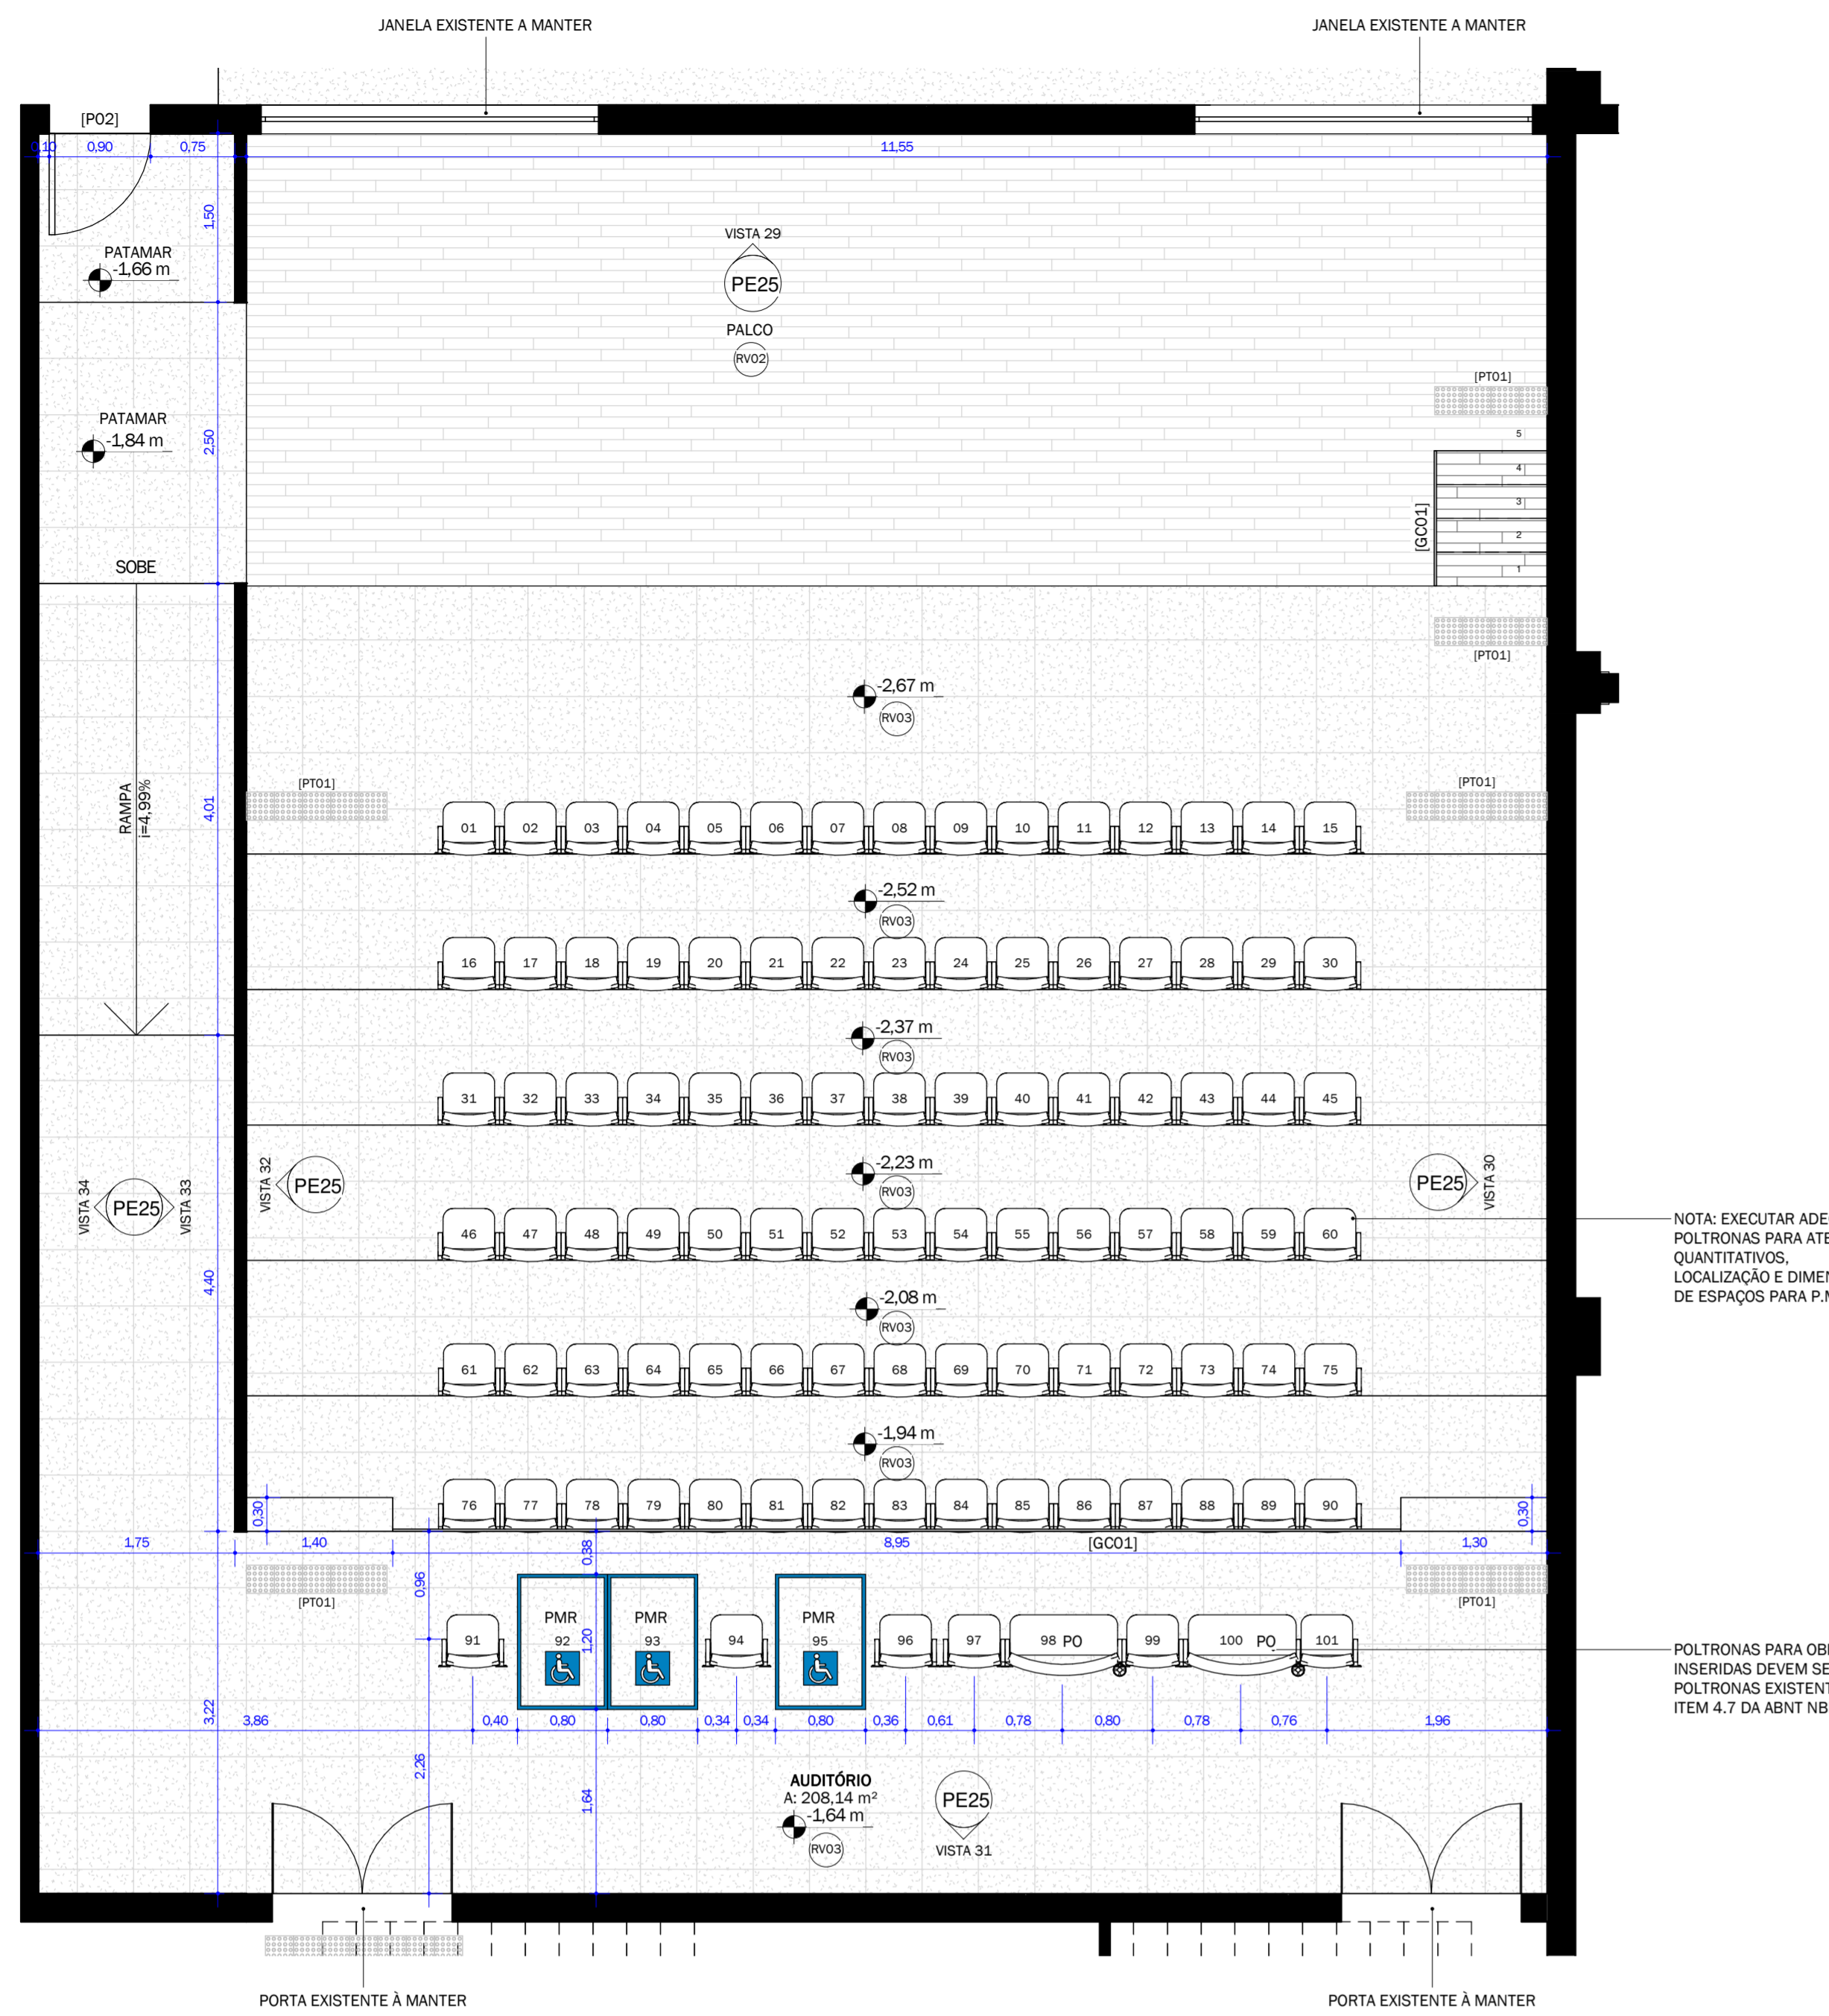 JANELA EXISTENTE A MANTER
JANELA EXISTENTE A MANTER
[P02]
0,10
0,90
0,75
11,55
1,50
VISTA 29
PE25
PATAMAR
-1,66 m
PALCO
RV02
[PT01]
PATAMAR
-1,84 m
2,50
5
4
3
2
1
[GC01]
SOBE
[PT01]
-2,67 m
RV03
RAMPA
i=4,99%
4,01
[PT01]
[PT01]
01 02 03 04 05 06 07 08 09 10 11 12 13 14 15
-2,52 m
RV03
16 17 18 19 20 21 22 23 24 25 26 27 28 29 30
-2,37 m
RV03
31 32 33 34 35 36 37 38 39 40 41 42 43 44 45
-2,23 m
RV03
VISTA 34
PE25
VISTA 33
VISTA 32
PE25
PE25
VISTA 30
46 47 48 49 50 51 52 53 54 55 56 57 58 59 60
NOTA: EXECUTAR ADE
POLTRONAS PARA ATE
QUANTITATIVOS,
LOCALIZAÇÃO E DIMEN
DE ESPAÇOS PARA P.M
4,40
-2,08 m
RV03
61 62 63 64 65 66 67 68 69 70 71 72 73 74 75
-1,94 m
RV03
76 77 78 79 80 81 82 83 84 85 86 87 88 89 90
0,30
0,30
1,75
1,40
0,38
8,95
[GC01]
1,30
0,96
[PT01]
[PT01]
PMR
PMR
PMR
91 92 93 94 95 96 97 98 PO 99 100 PO 101
1,20
POLTRONAS PARA OBE
INSERIDAS DEVEM SE
POLTRONAS EXISTENT
ITEM 4.7 DA ABNT NB
3,22
3,86
0,40
0,80
0,80
0,34
0,34
0,80
0,36
0,61
0,78
0,80
0,78
0,76
1,96
2,26
1,64
AUDITÓRIO
A: 208,14 m²
-1,64 m
RV03
PE25
VISTA 31
PORTA EXISTENTE À MANTER
PORTA EXISTENTE À MANTER